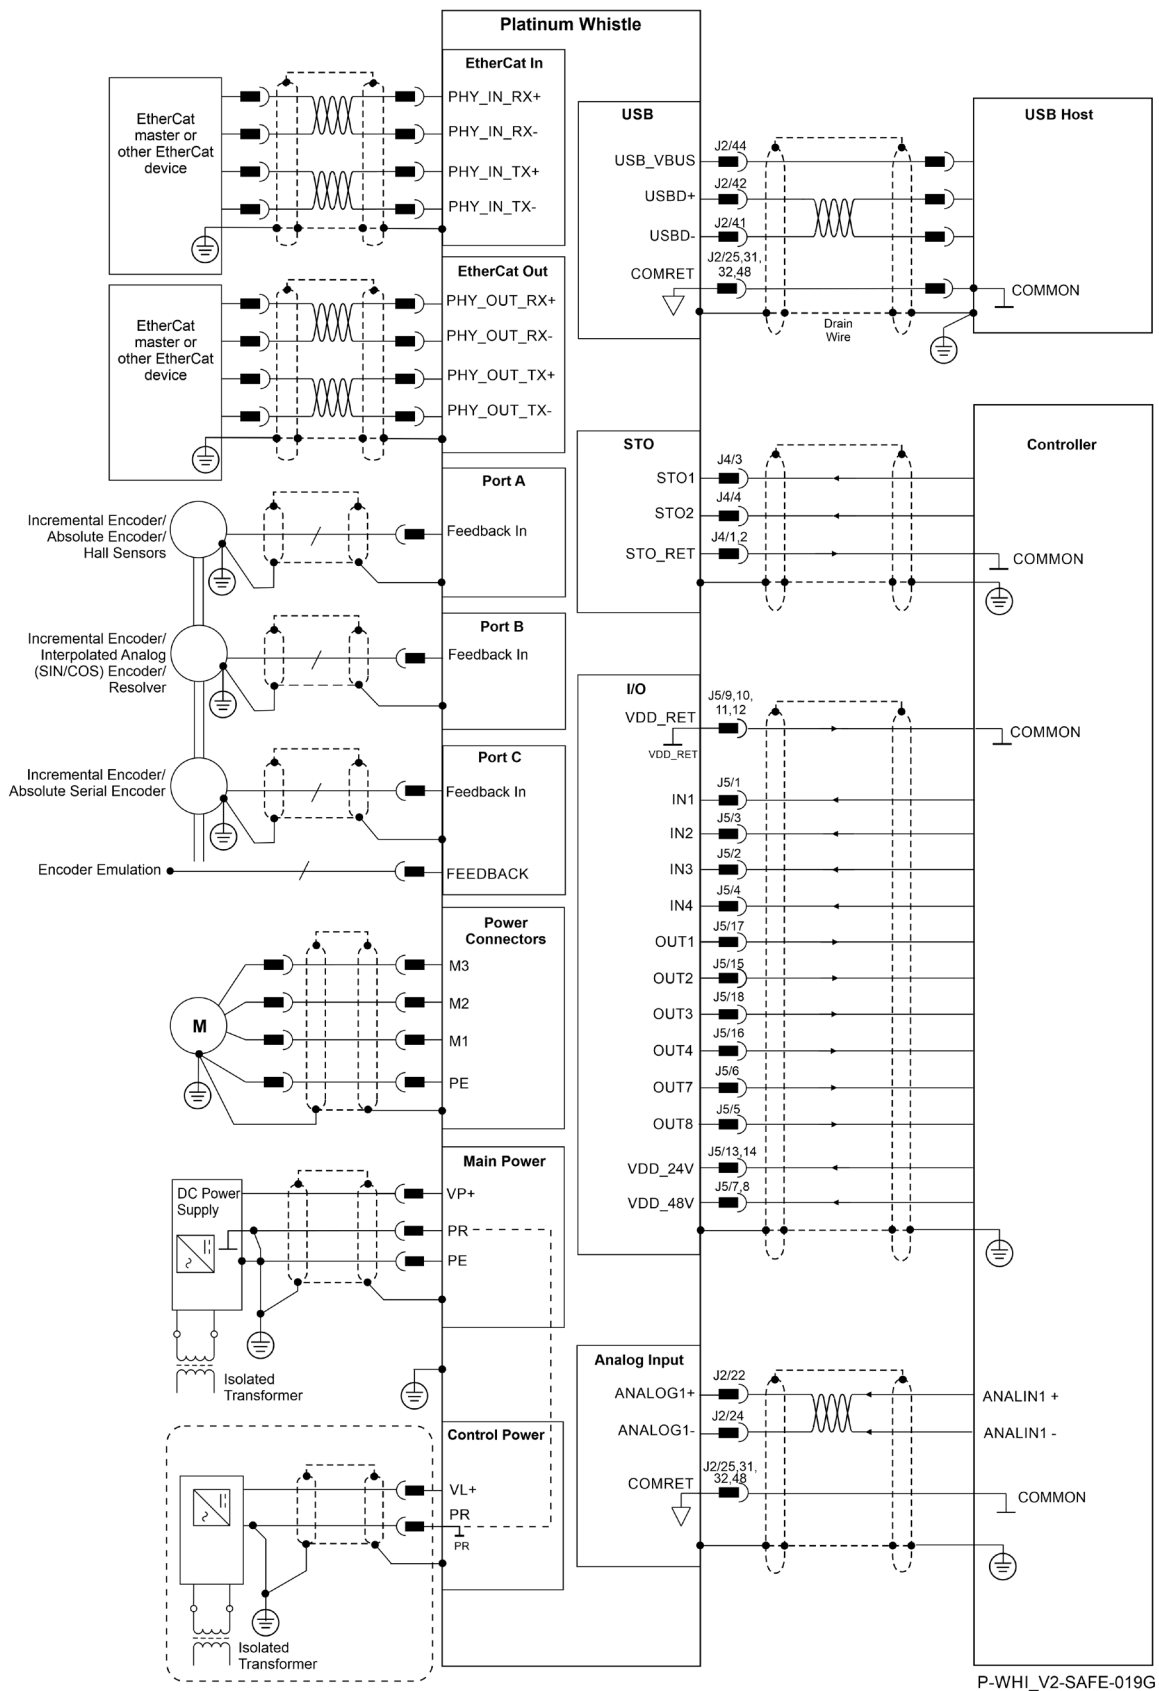 Platinum Whistle
EtherCat In
EtherCat
master or
other EtherCat
device
PHY_IN_RX+
PHY_IN_RX-
PHY_IN_TX+
PHY_IN_TX-
EtherCat Out
EtherCat
master or
other EtherCat
device
PHY_OUT_RX+
PHY_OUT_RX-
PHY_OUT_TX+
PHY_OUT_TX-
Port A
Incremental Encoder/
Absolute Encoder/
Hall Sensors
Feedback In
Port B
Incremental Encoder/
Interpolated Analog
(SIN/COS) Encoder/
Resolver
Feedback In
Port C
Incremental Encoder/
Absolute Serial Encoder
Feedback In
Encoder Emulation
FEEDBACK
Power
Connectors
M
M3
M2
M1
PE
Main Power
DC Power
Supply
VP+
PR
PE
Isolated
Transformer
Control Power
VL+
PR
PR
Isolated
Transformer
USB
USB Host
USB_VBUS
J2/44
USBD+
J2/42
USBD-
J2/41
COMRET
J2/25,31,
32,48
COMMON
Drain
Wire
STO
Controller
STO1
J4/3
STO2
J4/4
STO_RET
J4/1,2
COMMON
I/O
VDD_RET
J5/9,10,
11,12
VDD_RET
COMMON
IN1
J5/1
IN2
J5/3
IN3
J5/2
IN4
J5/4
OUT1
J5/17
OUT2
J5/15
OUT3
J5/18
OUT4
J5/16
OUT7
J5/6
OUT8
J5/5
VDD_24V
J5/13,14
VDD_48V
J5/7,8
Analog Input
ANALOG1+
J2/22
ANALIN1 +
ANALOG1-
J2/24
ANALIN1 -
COMRET
J2/25,31,
32,48
COMMON
P-WHI_V2-SAFE-019G